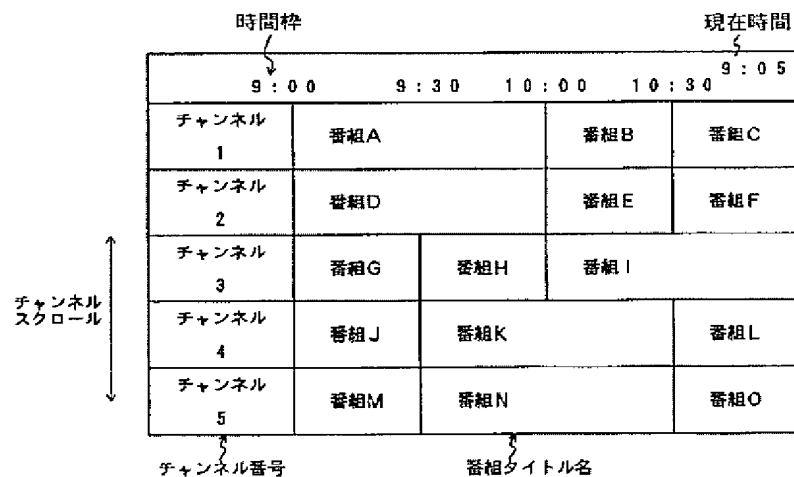 時間枠 現在時間
9:05
9:00 9:30 10:00 10:30
チャンネル
1
番組A 番組B 番組C
チャンネル
2
番組D 番組E 番組F
チャンネル
3
番組G 番組H 番組I
チャンネル
スクロール
チャンネル
4
番組J 番組K 番組L
チャンネル
5
番組M 番組N 番組O
チャンネル番号 番組タイトル名